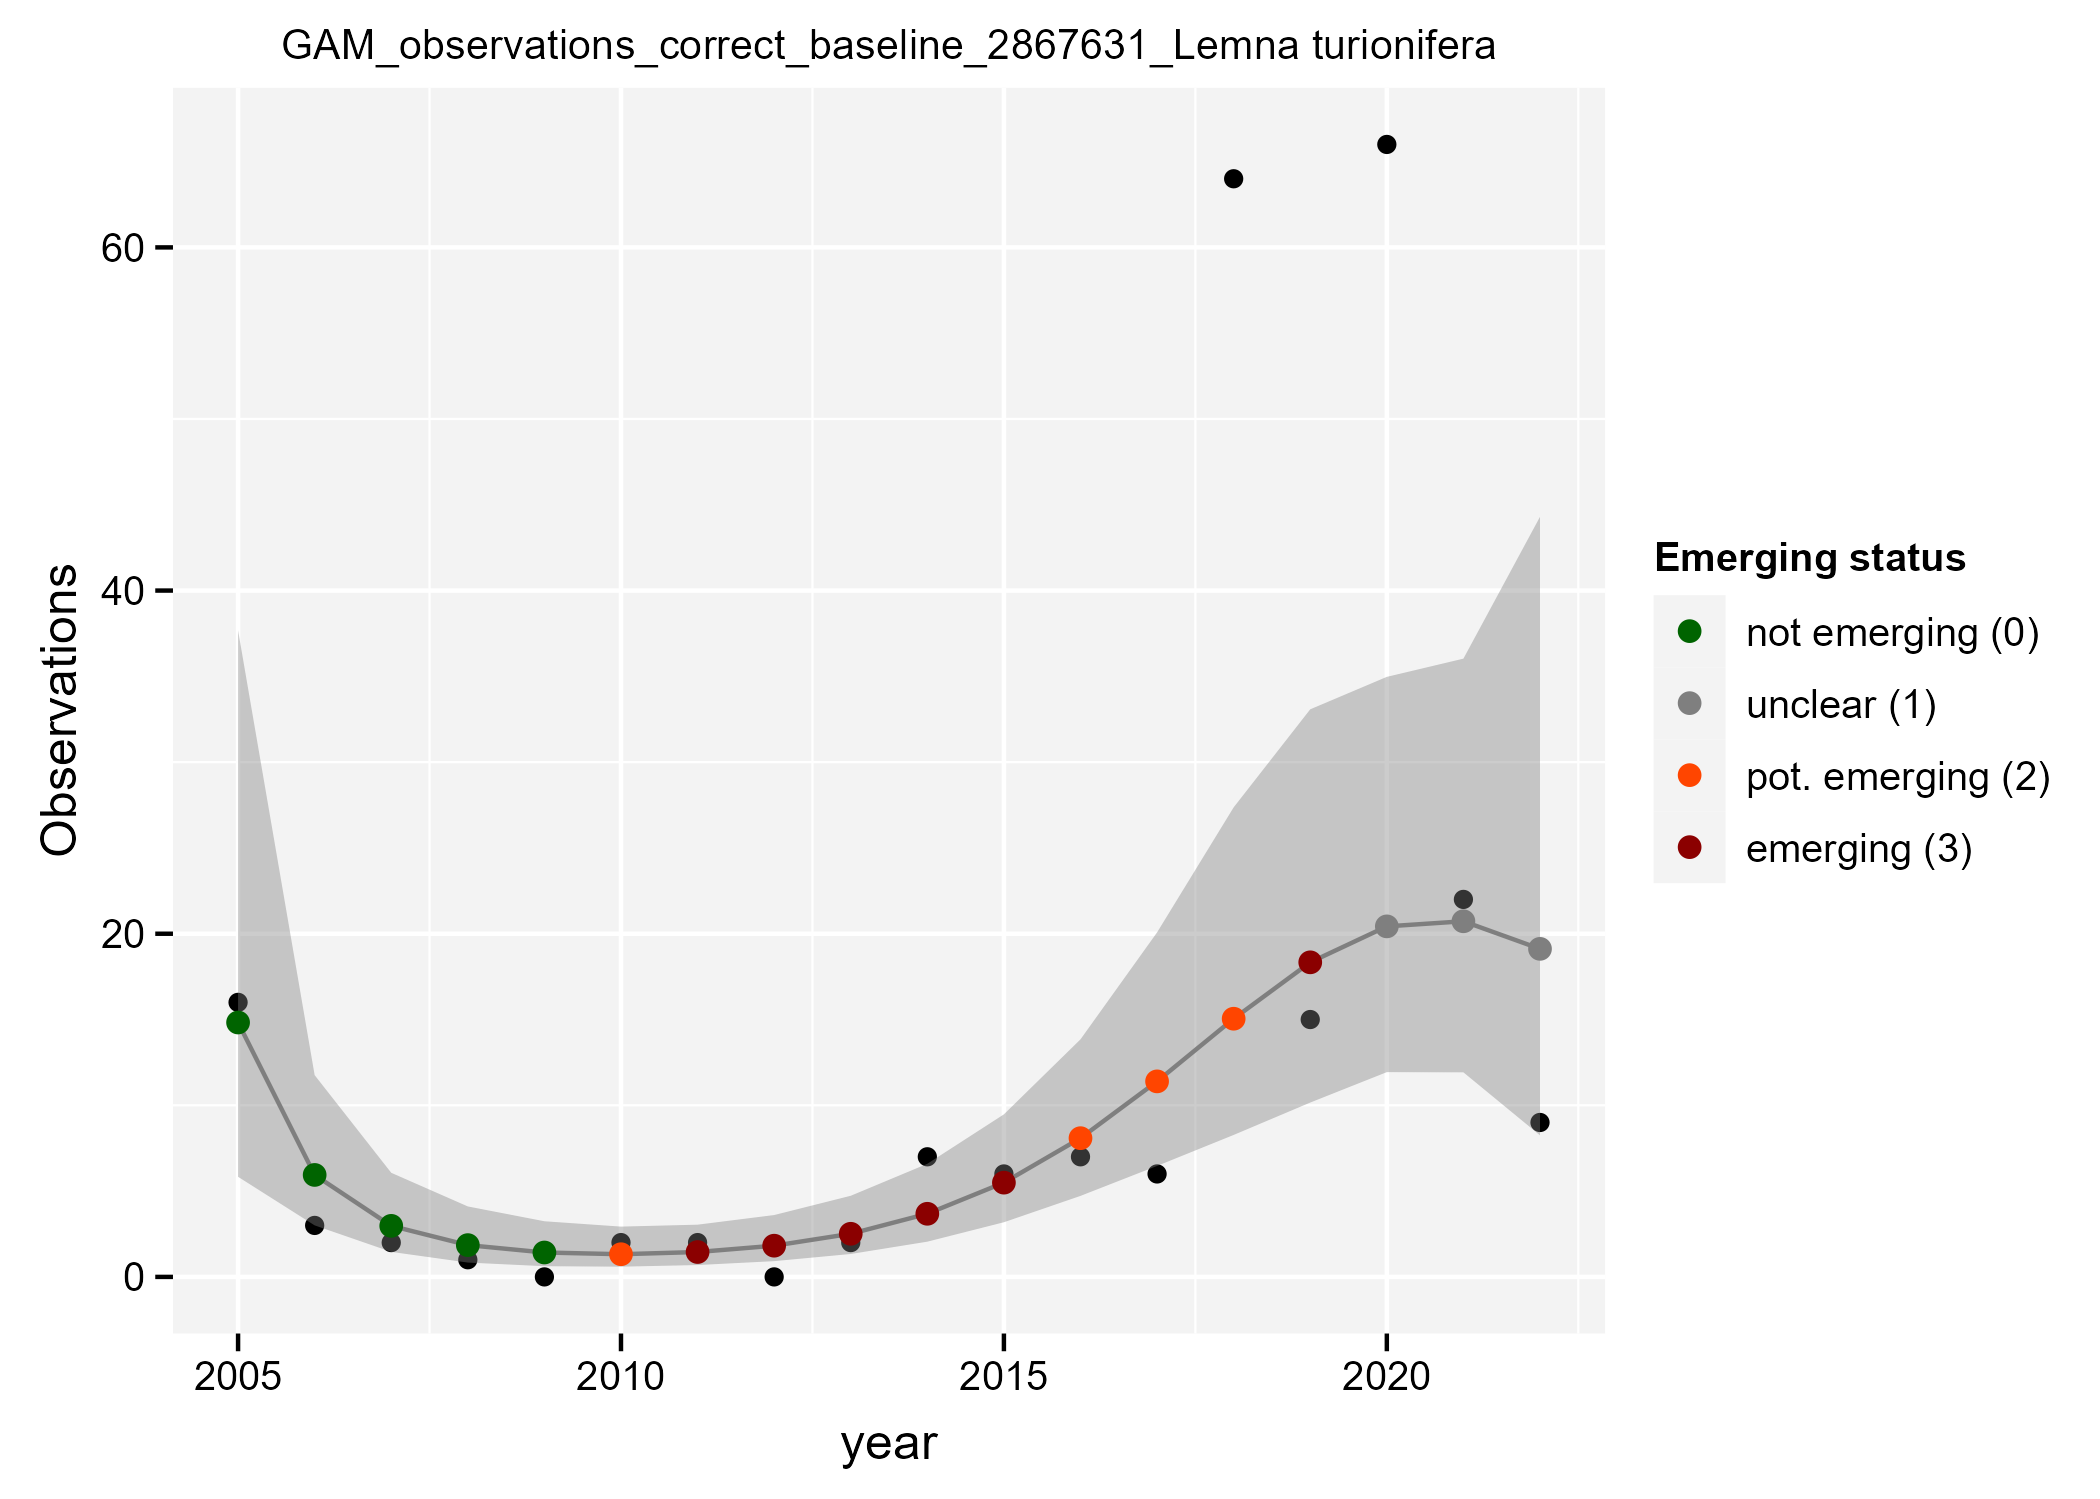 GAM_observations_correct_baseline_2867631_Lemna turionifera
Observations
60
40
20
0
2005
2010
2015
2020
year
Emerging status
not emerging (0)
unclear (1)
pot. emerging (2)
emerging (3)